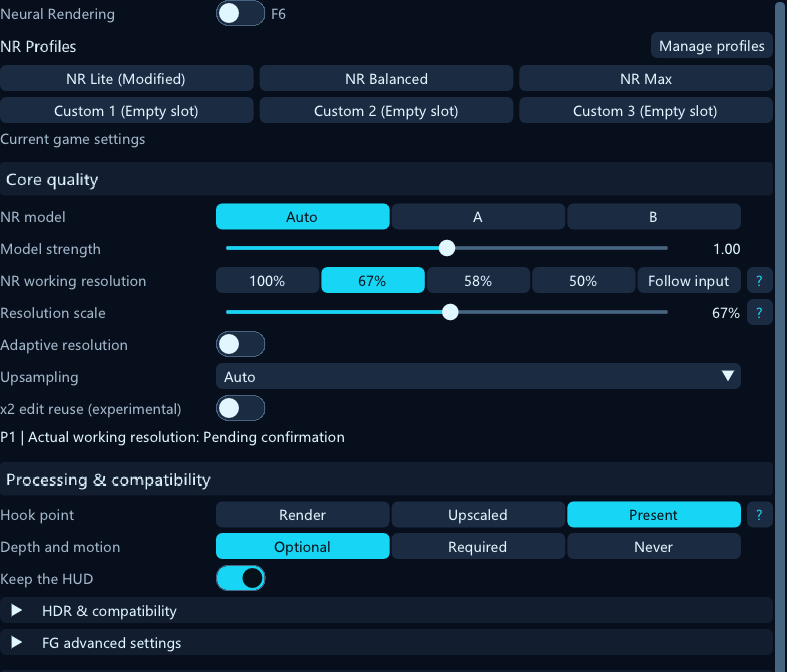 Neural Rendering F6
NR Profiles Manage profiles
NR Lite (Modified) NR Balanced NR Max
Custom 1 (Empty slot) Custom 2 (Empty slot) Custom 3 (Empty slot)
Current game settings
Core quality
NR model Auto A B
Model strength 1.00
NR working resolution 100% 67% 58% 50% Follow input ?
Resolution scale 67% ?
Adaptive resolution
Upsampling Auto
x2 edit reuse (experimental)
P1 | Actual working resolution: Pending confirmation
Processing & compatibility
Hook point Render Upscaled Present ?
Depth and motion Optional Required Never
Keep the HUD
HDR & compatibility
FG advanced settings